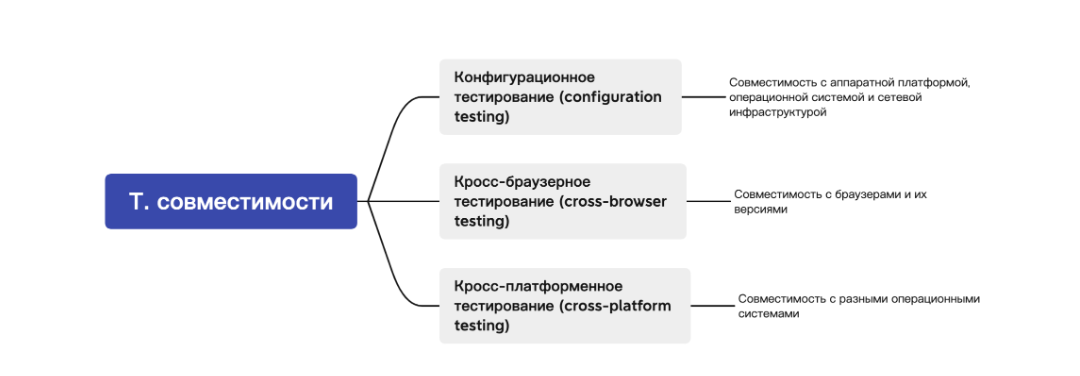 Т. совместимости
Конфигурационное
тестирование (configuration
testing)
Совместимость с аппаратной платформой,
операционной системой и сетевой
инфраструктурой
Кросс-браузерное
тестирование (cross-browser
testing)
Совместимость с браузерами и их
версиями
Кросс-платформенное
тестирование (cross-platform
testing)
Совместимость с разными операционными
системами